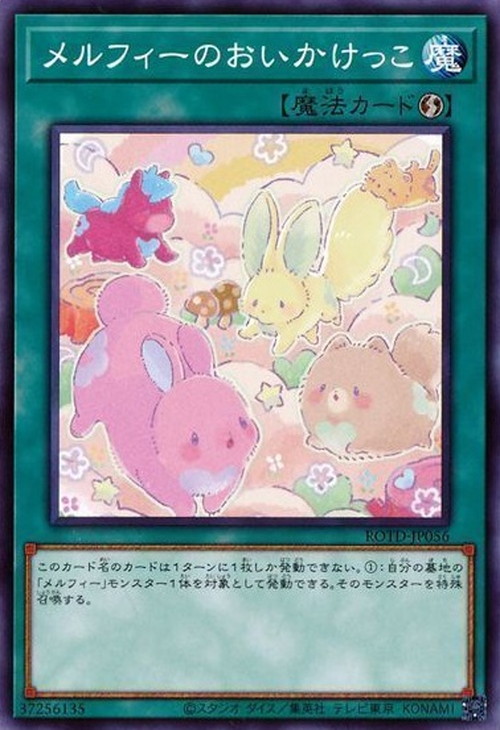 メルフィーのおいかけっこ
魔
【魔法カード】
ROTD-JP056
このカード名のカードは1ターンに1枚しか発動できない。①:自分の墓地の
「メルフィー」モンスター1体を対象として発動できる。そのモンスターを特殊
召喚する。
37256135 ©スタジオ・ダイス/集英社・テレビ東京・KONAMI